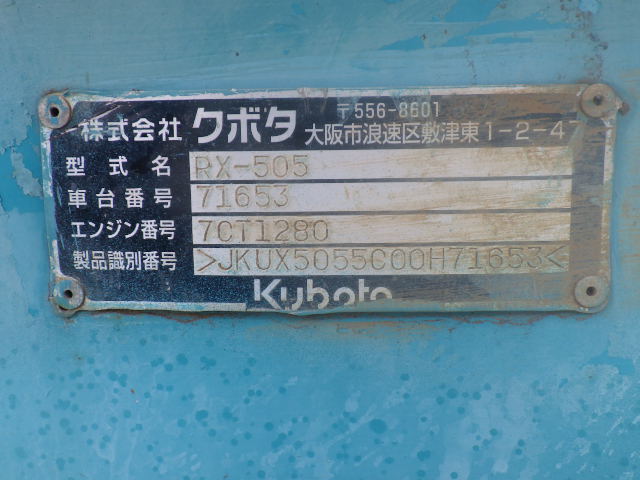 株式会社 クボタ 〒556-8601
大阪市浪速区敷津東1-2-47
型式名 RX-505
車台番号 71653
エンジン番号 7CT1280
製品識別番号 >JKUX5055C00H71653<
Kubota